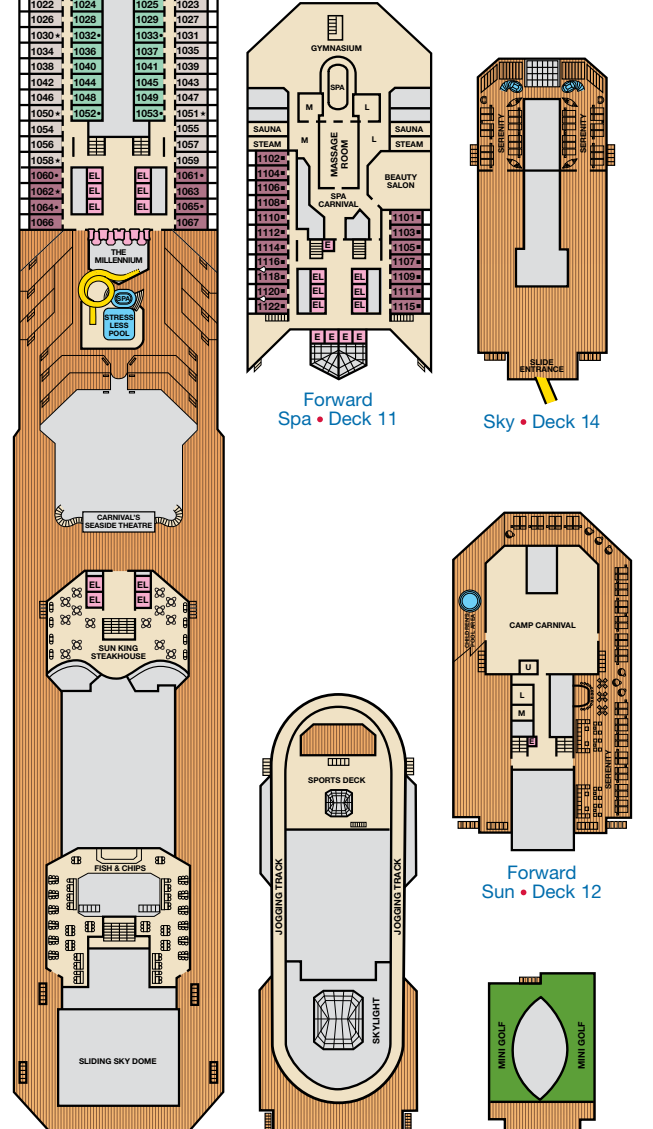 1022 1024 1025 1023
1026 1028 1029 1027
1030★ 1032• 1033• 1031
1034 1036 1037 1035
1038 1040 1041 1039
1042 1044 1045 1043
1046 1048 1049 1047
1050★ 1052• 1053• 1051★
1054 1055
1056 1057
1058★ 1059
1060• EL EL 1061•
1062• EL EL 1063
1064• EL EL 1065•
1066 1067
THE
MILLENNIUM
SPA
STRESS
LESS
POOL
CARNIVAL'S
SEASIDE THEATRE
EL EL
EL EL
SUN KING
STEAKHOUSE
FISH & CHIPS
SLIDING SKY DOME
GYMNASIUM
SPA
M L
SAUNA M L SAUNA
STEAM STEAM
MASSAGE
ROOM
BEAUTY
SALON
SPA
CARNIVAL
1102
1104
1106
1108
1110 1101
1112 1103
1114 E 1105
1116 1107
1118 EL EL 1109
1120 EL EL 1111
1122 EL EL 1115
E E E E
Forward
Spa • Deck 11
SERENITY SERENITY
SLIDE
ENTRANCE
Sky • Deck 14
CHILDREN'S
POOL AREA
CAMP CARNIVAL
U
L
M
E
SERENITY
Forward
Sun • Deck 12
SPORTS DECK
JOGGING TRACK JOGGING TRACK
SKYLIGHT
MINI GOLF MINI GOLF